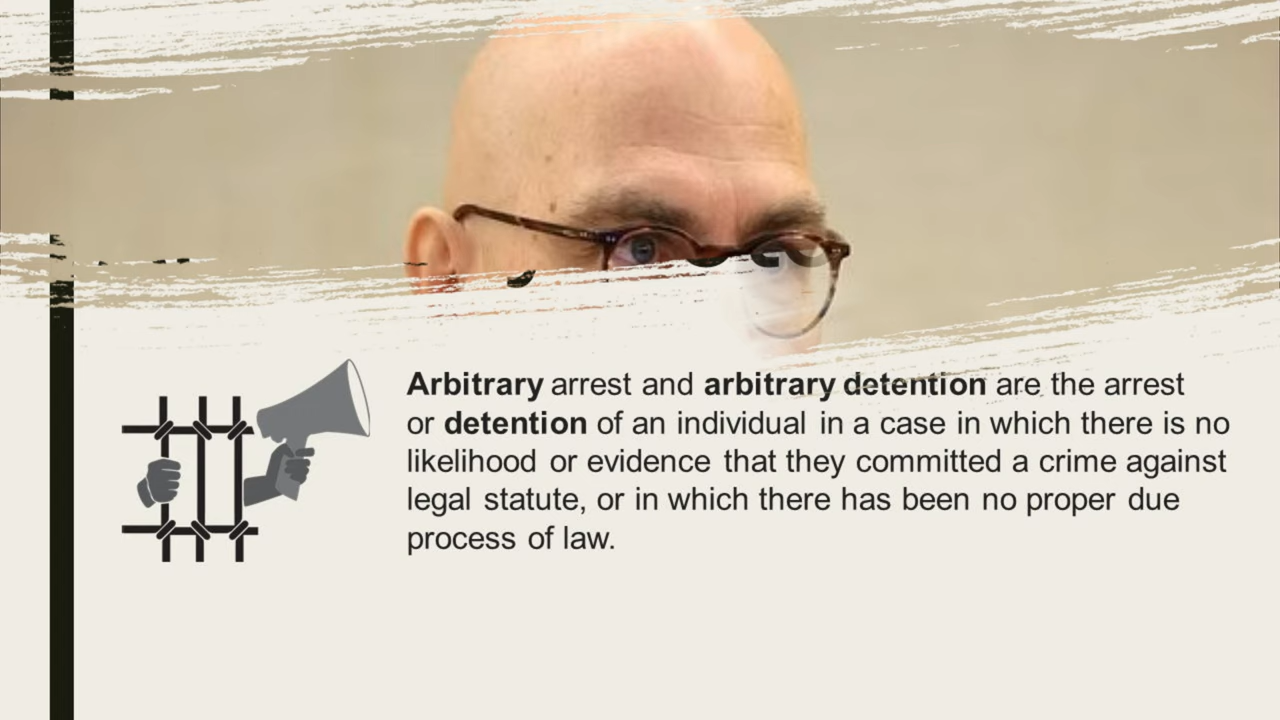 Arbitrary arrest and arbitrary detention are the arrest
or detention of an individual in a case in which there is no
likelihood or evidence that they committed a crime against
legal statute, or in which there has been no proper due
process of law.